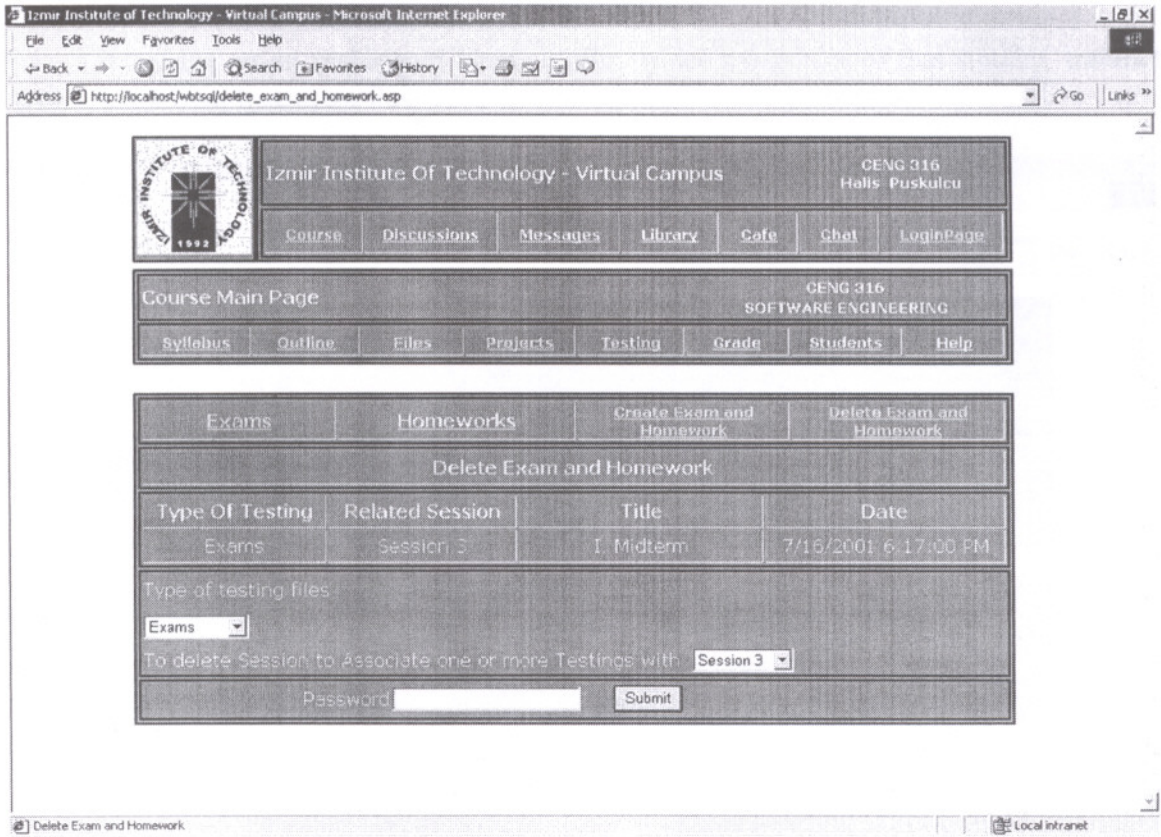 Izmir Institute of Technology - Virtual Campus - Microsoft Internet Explorer
File Edit View Favorites Tools Help
Back Search Favorites History
Address http://localhost/wbtsql/delete_exam_and_homework.asp Go Links »
IZMIR INSTITUTE OF TECHNOLOGY
1992
Izmir Institute Of Technology - Virtual Campus
CENG 316
Halis Puskulcu
Course Discussions Messages Library Cafe Chat LoginPage
Course Main Page
CENG 316
SOFTWARE ENGINEERING
Syllabus Outline Files Projects Testing Grade Students Help
Exams Homeworks Create Exam and Homework Delete Exam and Homework
Delete Exam and Homework
Type Of Testing Related Session Title Date
Exams Session 3 I. Midterm 7/16/2001 6:17:00 PM
Type of testing files
Exams
To delete Session to Associate one or more Testings with Session 3
Password Submit
Delete Exam and Homework Local intranet